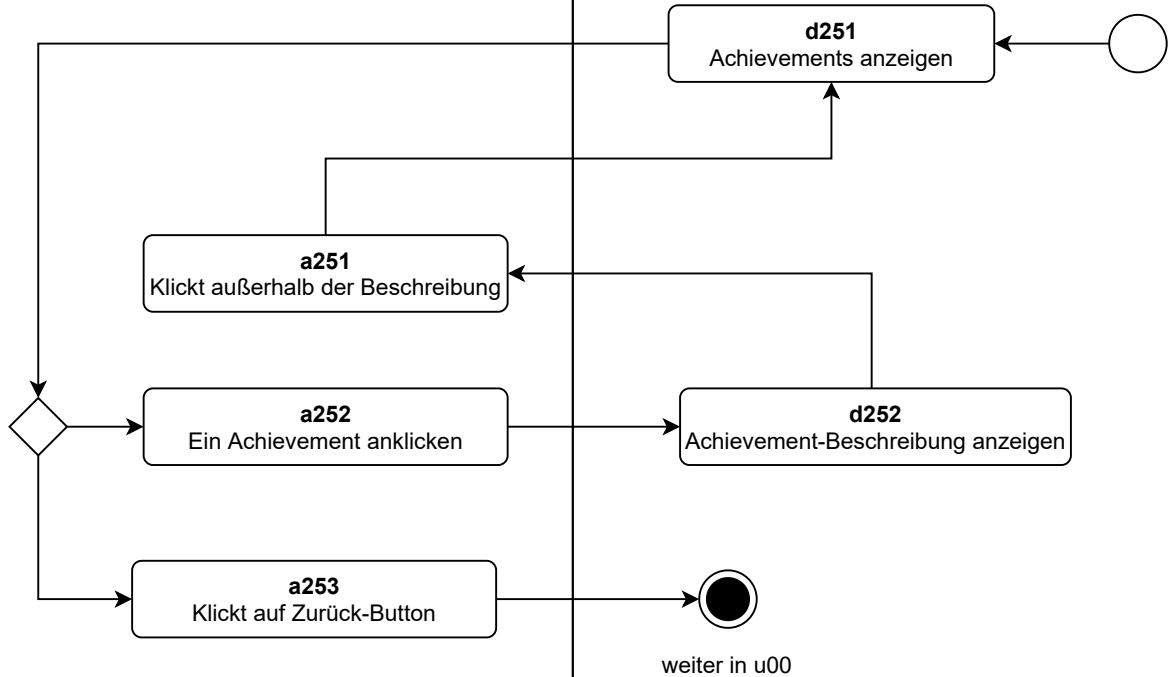 d251
Achievements anzeigen
a251
Klickt außerhalb der Beschreibung
a252
Ein Achievement anklicken
d252
Achievement-Beschreibung anzeigen
a253
Klickt auf Zurück-Button
weiter in u00